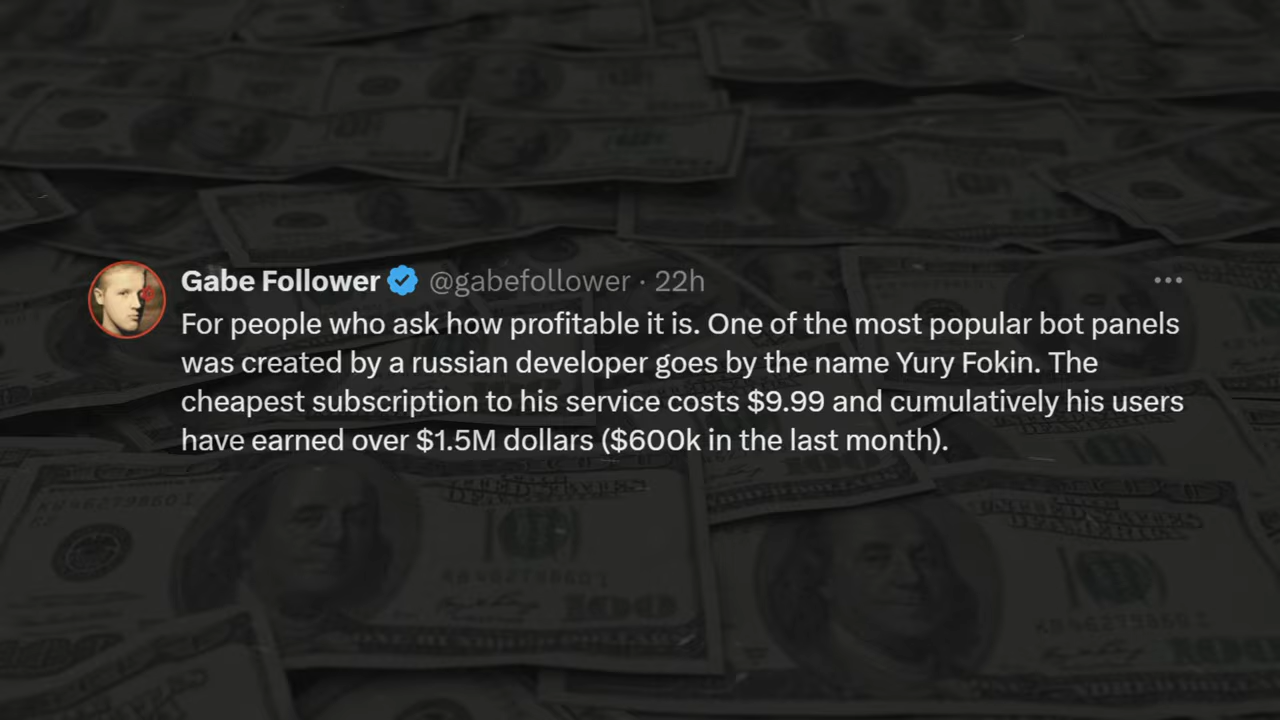 Gabe Follower @gabefollower · 22h
For people who ask how profitable it is. One of the most popular bot panels
was created by a russian developer goes by the name Yury Fokin. The
cheapest subscription to his service costs $9.99 and cumulatively his users
have earned over $1.5M dollars ($600k in the last month).